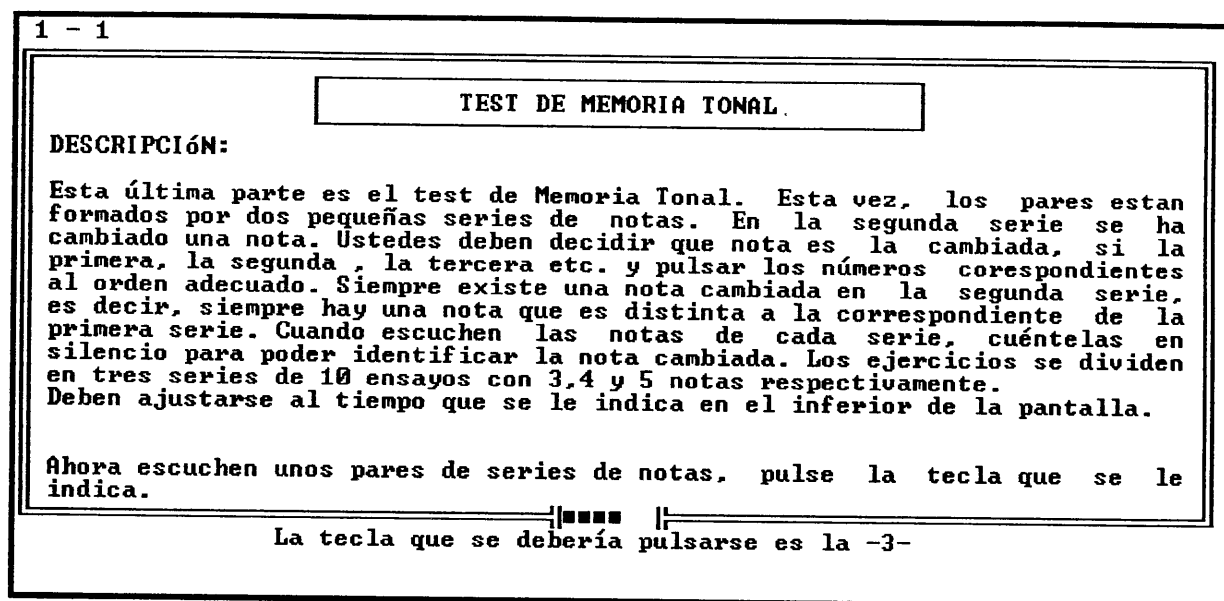 1 - 1
TEST DE MEMORIA TONAL.
DESCRIPCIóN:
Esta última parte es el test de Memoria Tonal. Esta vez, los pares estan
formados por dos pequeñas series de notas. En la segunda serie se ha
cambiado una nota. Ustedes deben decidir que nota es la cambiada, si la
primera, la segunda , la tercera etc. y pulsar los números corespondientes
al orden adecuado. Siempre existe una nota cambiada en la segunda serie,
es decir, siempre hay una nota que es distinta a la correspondiente de la
primera serie. Cuando escuchen las notas de cada serie, cuéntelas en
silencio para poder identificar la nota cambiada. Los ejercicios se dividen
en tres series de 10 ensayos con 3,4 y 5 notas respectivamente.
Deben ajustarse al tiempo que se le indica en el inferior de la pantalla.
Ahora escuchen unos pares de series de notas, pulse la tecla que se le
indica.
La tecla que se debería pulsarse es la -3-